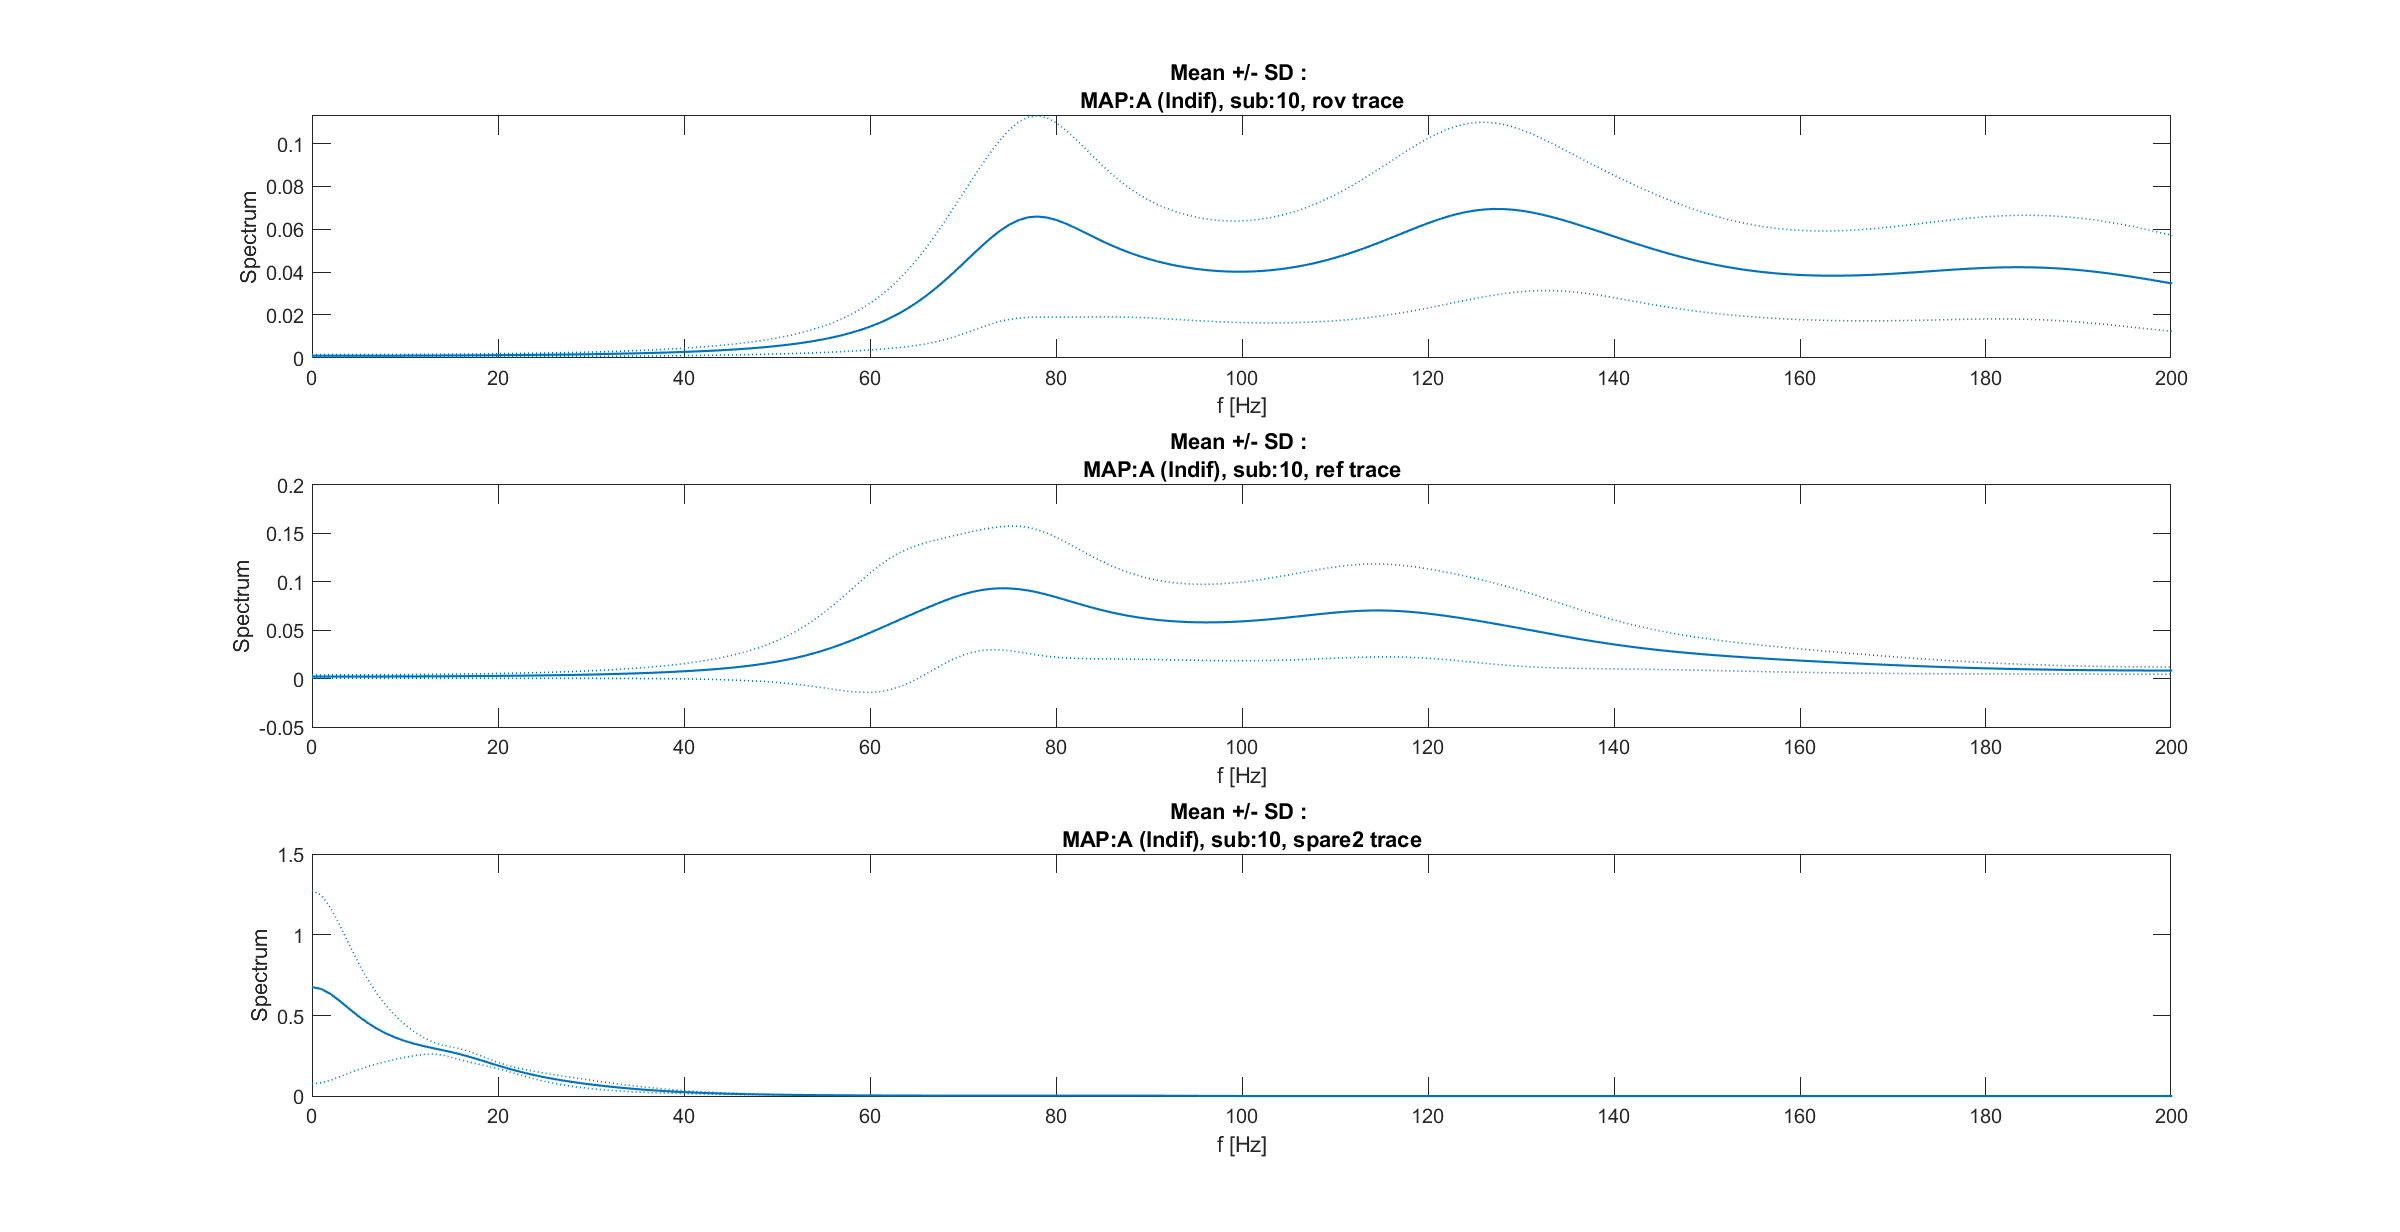 Mean +/- SD :
MAP:A (Indif), sub:10, rov trace
0.1
0.08
0.06
0.04
0.02
0
Spectrum
0 20 40 60 80 100 120 140 160 180 200
f [Hz]
Mean +/- SD :
MAP:A (Indif), sub:10, ref trace
0.2
0.15
0.1
0.05
0
-0.05
Spectrum
0 20 40 60 80 100 120 140 160 180 200
f [Hz]
Mean +/- SD :
MAP:A (Indif), sub:10, spare2 trace
1.5
1
0.5
0
Spectrum
0 20 40 60 80 100 120 140 160 180 200
f [Hz]